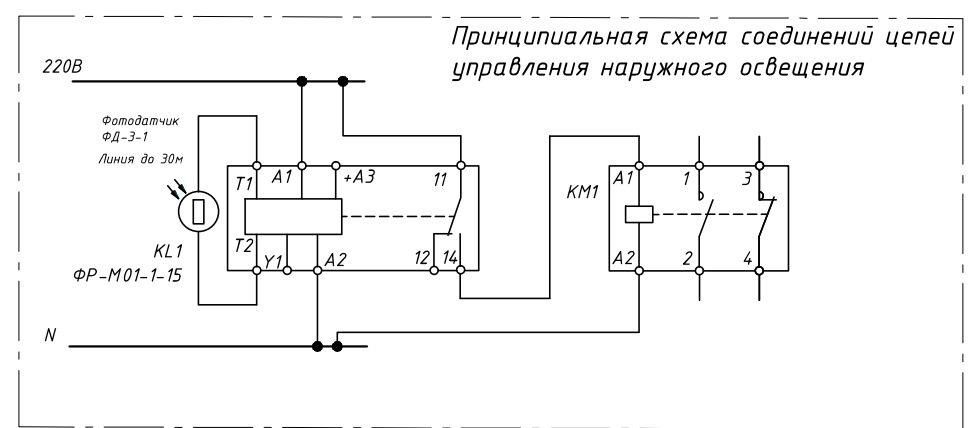 Принципиальная схема соединений цепей
управления наружного освещения
220В
Фотодатчик
ФД-3-1
Линия до 30м
T1
A1
+A3
11
A1
1
3
KM1
T2
Y1
A2
12
14
A2
2
4
KL1
ФР-М01-1-15
N